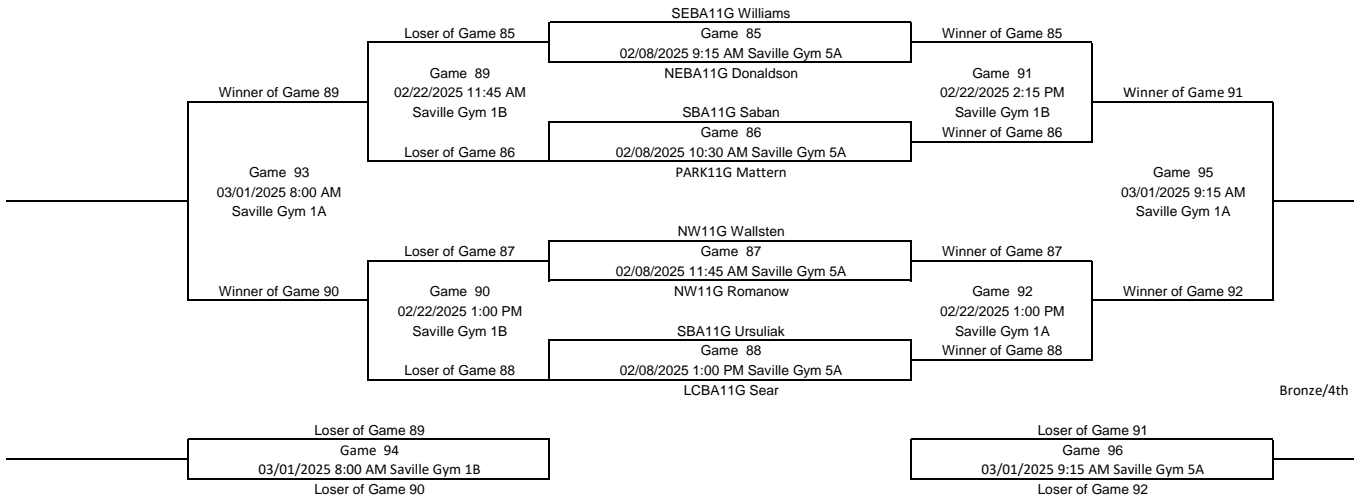 SEBA11G Williams
Loser of Game 85
Game 85
Winner of Game 85
02/08/2025 9:15 AM Saville Gym 5A
Game 89
NEBA11G Donaldson
Game 91
Winner of Game 89
02/22/2025 11:45 AM
02/22/2025 2:15 PM
Winner of Game 91
Saville Gym 1B
SBA11G Saban
Saville Gym 1B
Game 86
Winner of Game 86
Loser of Game 86
02/08/2025 10:30 AM Saville Gym 5A
Game 93
PARK11G Mattern
Game 95
03/01/2025 8:00 AM
03/01/2025 9:15 AM
Saville Gym 1A
Saville Gym 1A
NW11G Wallsten
Loser of Game 87
Game 87
Winner of Game 87
02/08/2025 11:45 AM Saville Gym 5A
Winner of Game 90
Game 90
NW11G Romanow
Game 92
Winner of Game 92
02/22/2025 1:00 PM
02/22/2025 1:00 PM
Saville Gym 1B
SBA11G Ursuliak
Saville Gym 1A
Game 88
Winner of Game 88
Loser of Game 88
02/08/2025 1:00 PM Saville Gym 5A
LCBA11G Sear
Bronze/4th
Loser of Game 89
Loser of Game 91
Game 94
Game 96
03/01/2025 8:00 AM Saville Gym 1B
03/01/2025 9:15 AM Saville Gym 5A
Loser of Game 90
Loser of Game 92